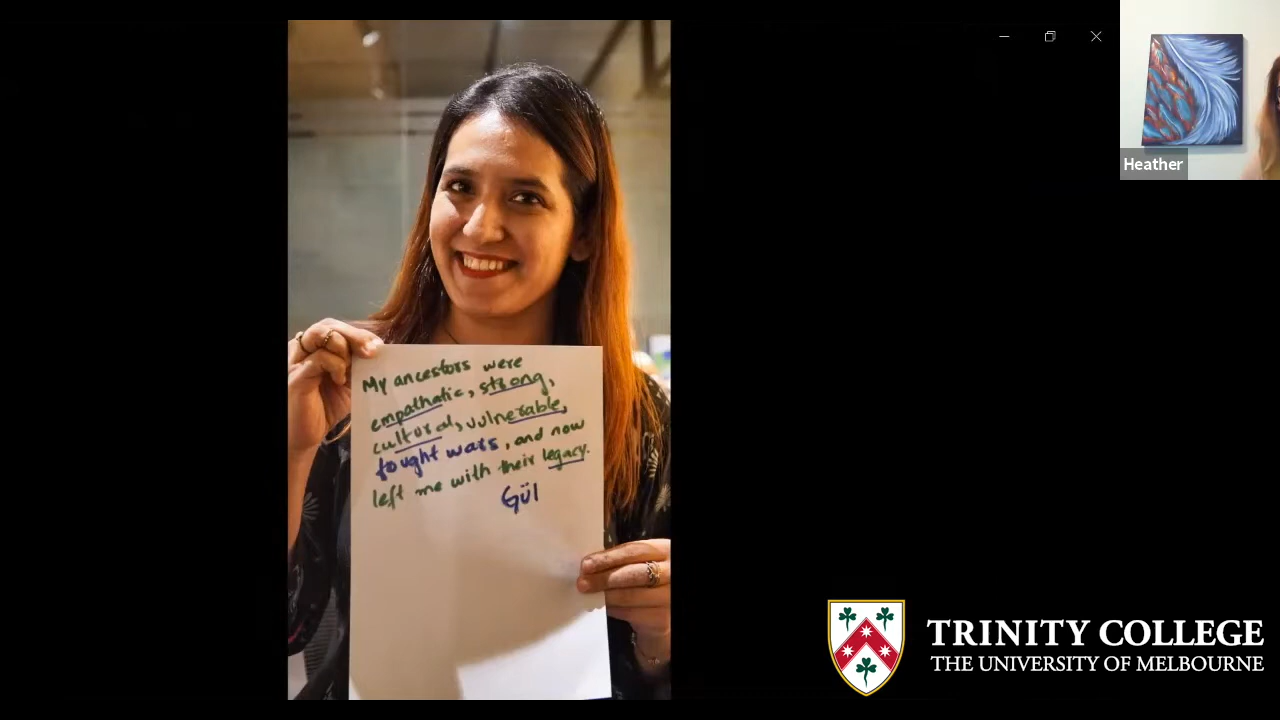 My ancestors were
empathatic, strong,
cultural, vulnerable,
fought wars, and now
left me with their legacy.
Gül
Heather
TRINITY COLLEGE
THE UNIVERSITY OF MELBOURNE